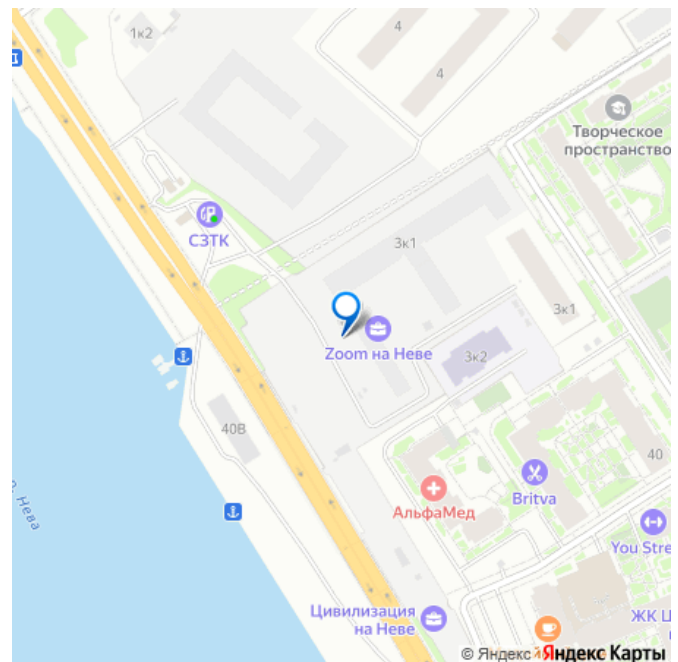 1к2
4
4
Творческое
пространство
СЗТК
3к1
3к1
Zoom на Неве
3к2
40В
р. Нева
40
Britva
АльфаМед
You Stre
Цивилизация
на Неве
ЖК Ц
© Яндекс Яндекс Карты